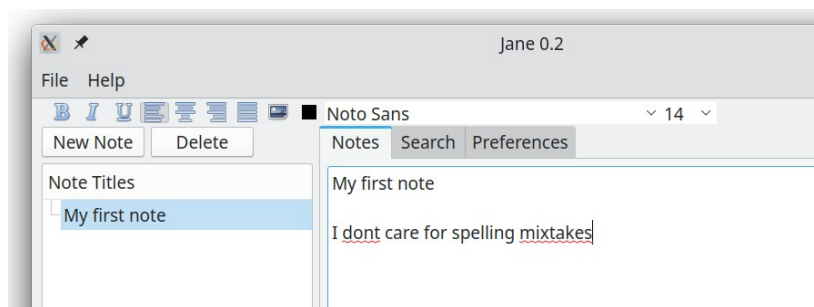 Jane 0.2
File Help
B I U Noto Sans 14
New Note Delete Notes Search Preferences
Note Titles My first note
My first note
I dont care for spelling mixtakes